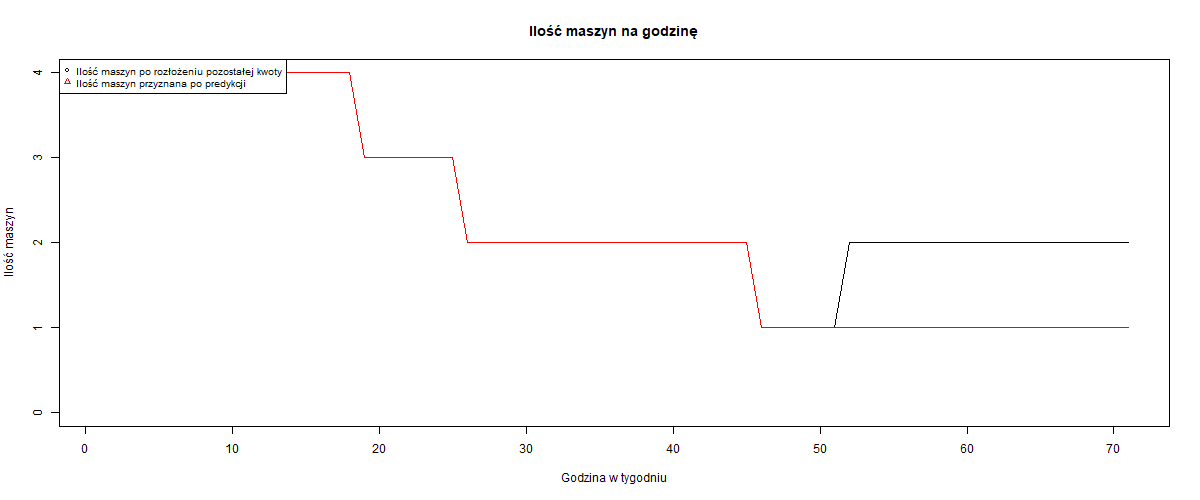 Ilość maszyn na godzinę
Ilość maszyn po rozłożeniu pozostałej kwoty
Ilość maszyn przyznana po predykcji
Ilość maszyn
4
3
2
1
0
0 10 20 30 40 50 60 70
Godzina w tygodniu